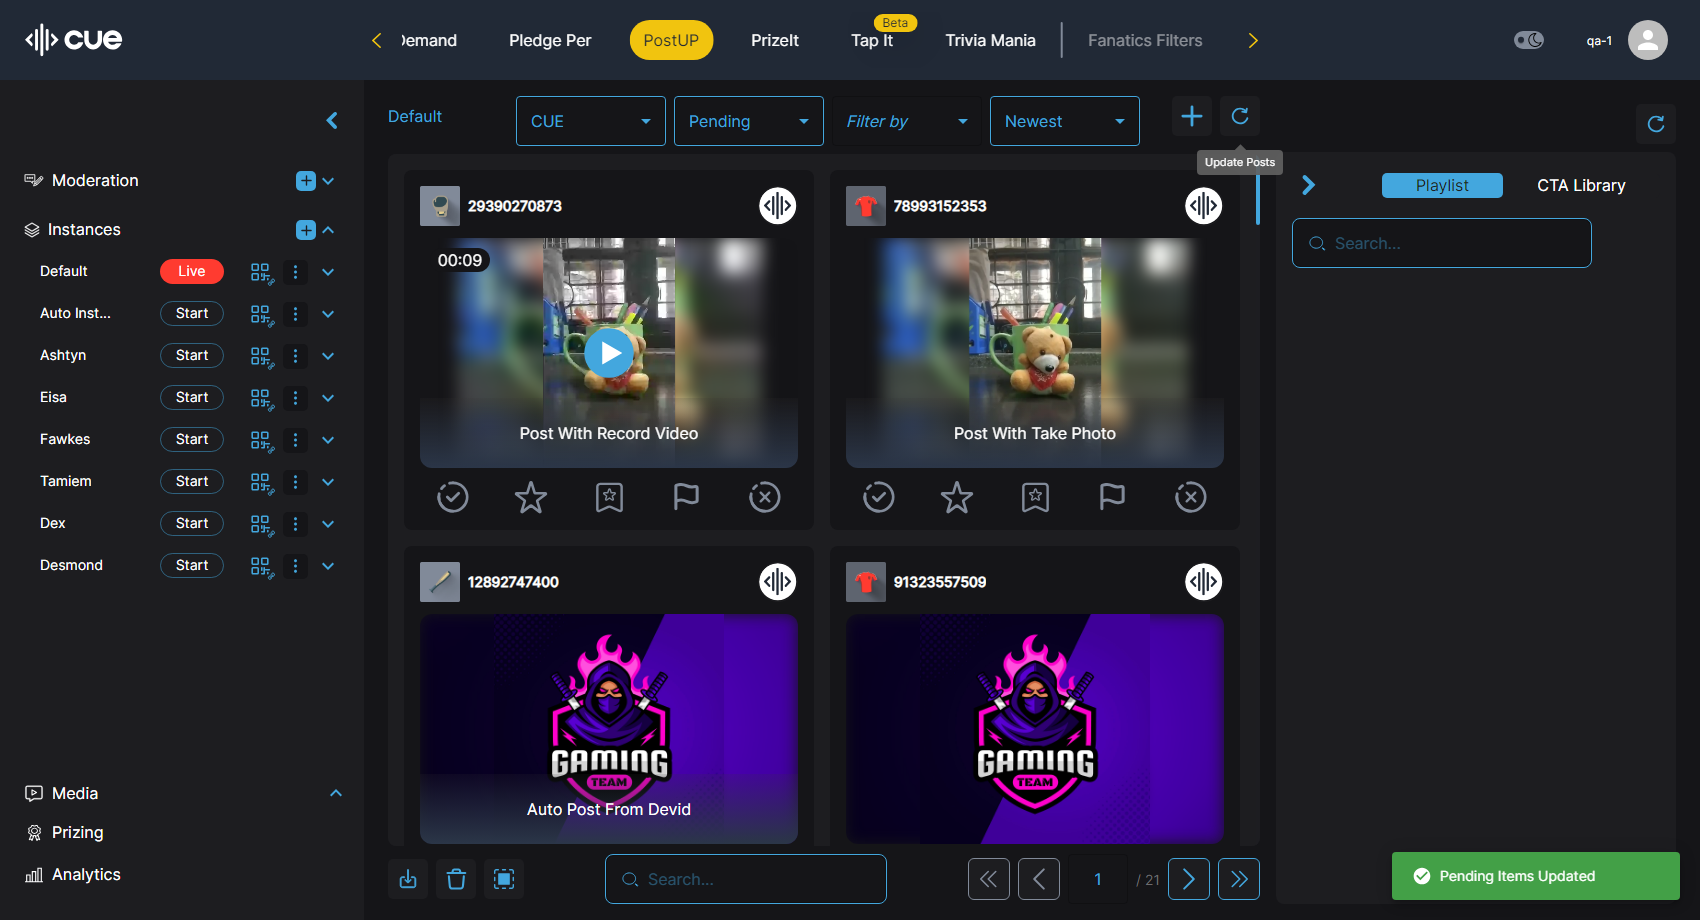 cue
Demand
Pledge Per
PostUP
PrizeIt
Beta
Tap It
Trivia Mania
Fanatics Filters
qa-1
Moderation
Instances
Default
Live
Auto Inst...
Start
Ashtyn
Start
Eisa
Start
Fawkes
Start
Tamiem
Start
Dex
Start
Desmond
Start
Media
Prizing
Analytics
Default
CUE
Pending
Filter by
Newest
Update Posts
29390270873
00:09
Post With Record Video
78993152353
Post With Take Photo
12892747400
GAMING
TEAM
Auto Post From Devid
91323557509
GAMING
TEAM
Search...
1
/ 21
Playlist
CTA Library
Search...
Pending Items Updated